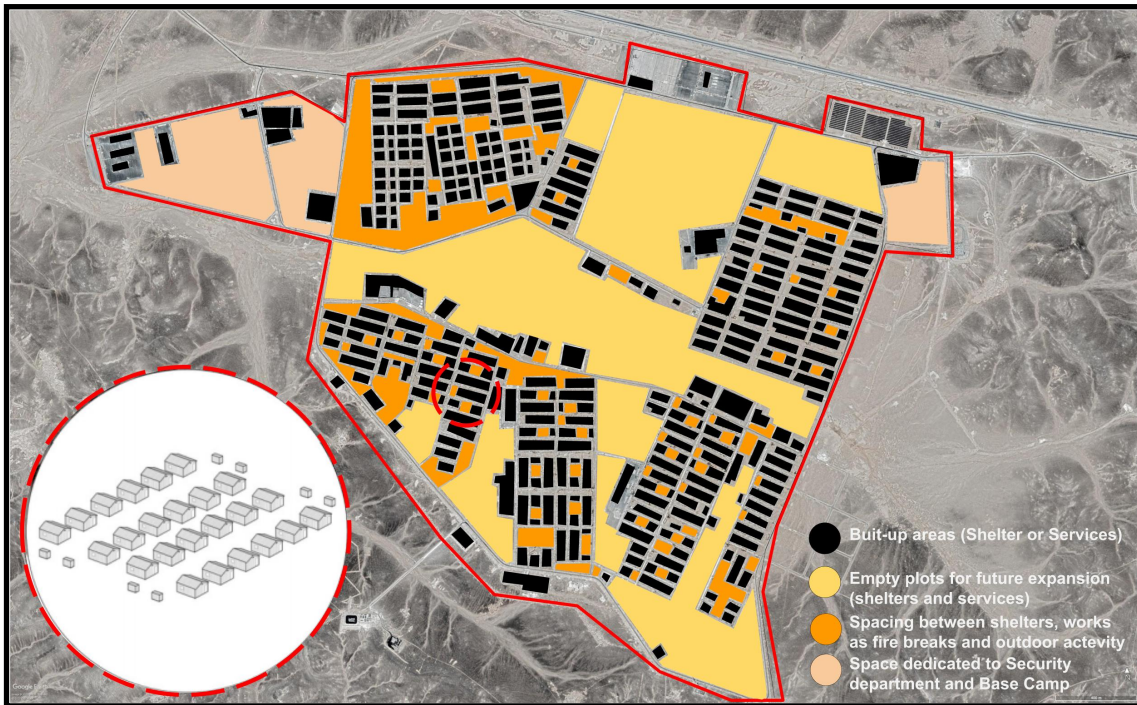 Buit-up areas (Shelter or Services)
Empty plots for future expansion
(shelters and services)
Spacing between shelters, works
as fire breaks and outdoor actevity
Space dedicated to Security
department and Base Camp